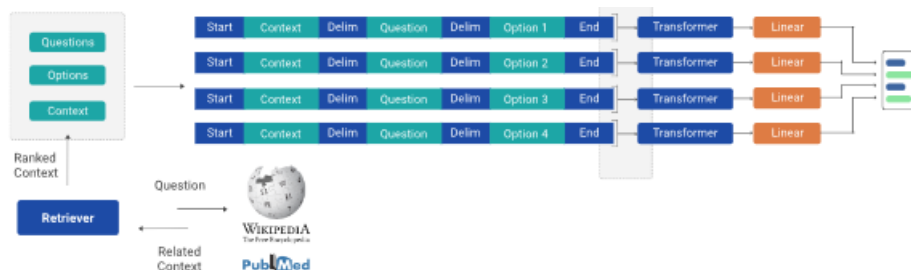 Questions
Options
Context
Start Context Delim Question Delim Option 1 End Transformer Linear
Start Context Delim Question Delim Option 2 End Transformer Linear
Start Context Delim Question Delim Option 3 End Transformer Linear
Start Context Delim Question Delim Option 4 End Transformer Linear
Ranked
Context
Retriever
Question
WIKIPEDIA
The Free Encyclopedia
Related
Context
PubMed